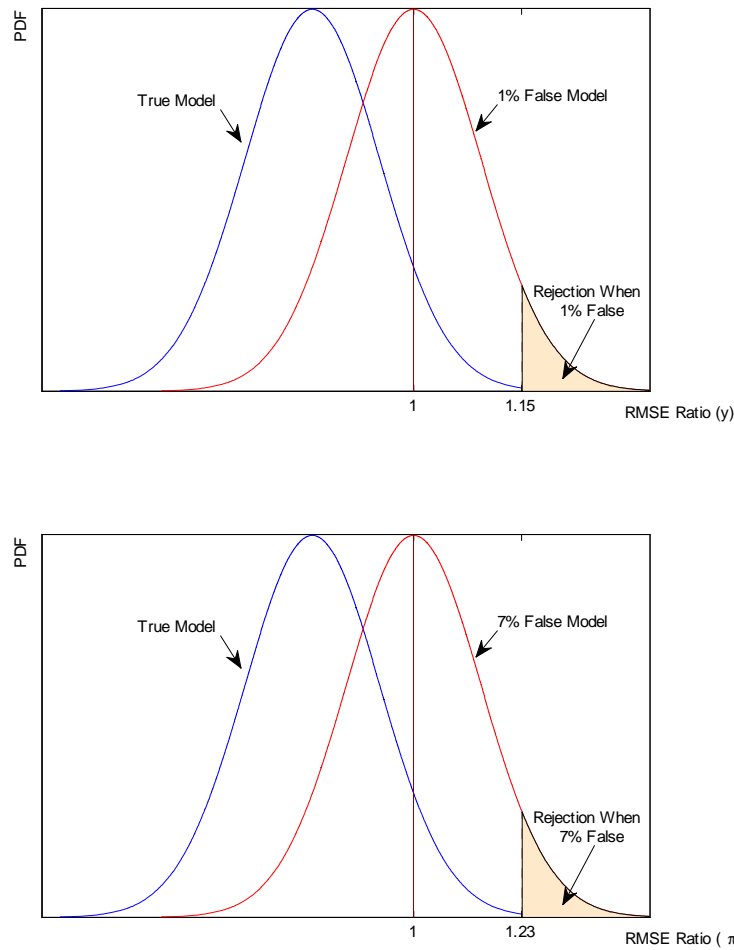 PDF
True Model
1% False Model
Rejection When
1% False
1
1.15
RMSE Ratio (y)
PDF
True Model
7% False Model
Rejection When
7% False
1
1.23
RMSE Ratio ( π